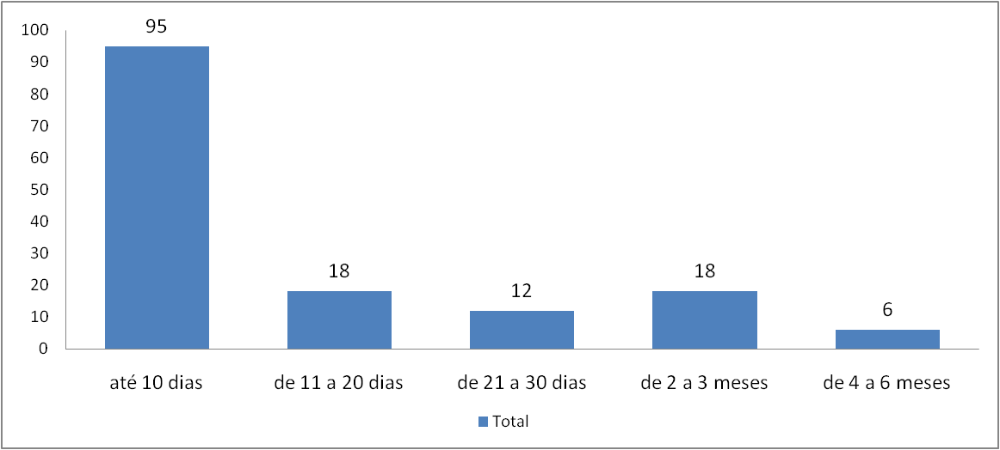 100
90
80
70
60
50
40
30
20
10
0
95
18
12
18
6
até 10 dias
de 11 a 20 dias
de 21 a 30 dias
de 2 a 3 meses
de 4 a 6 meses
Total